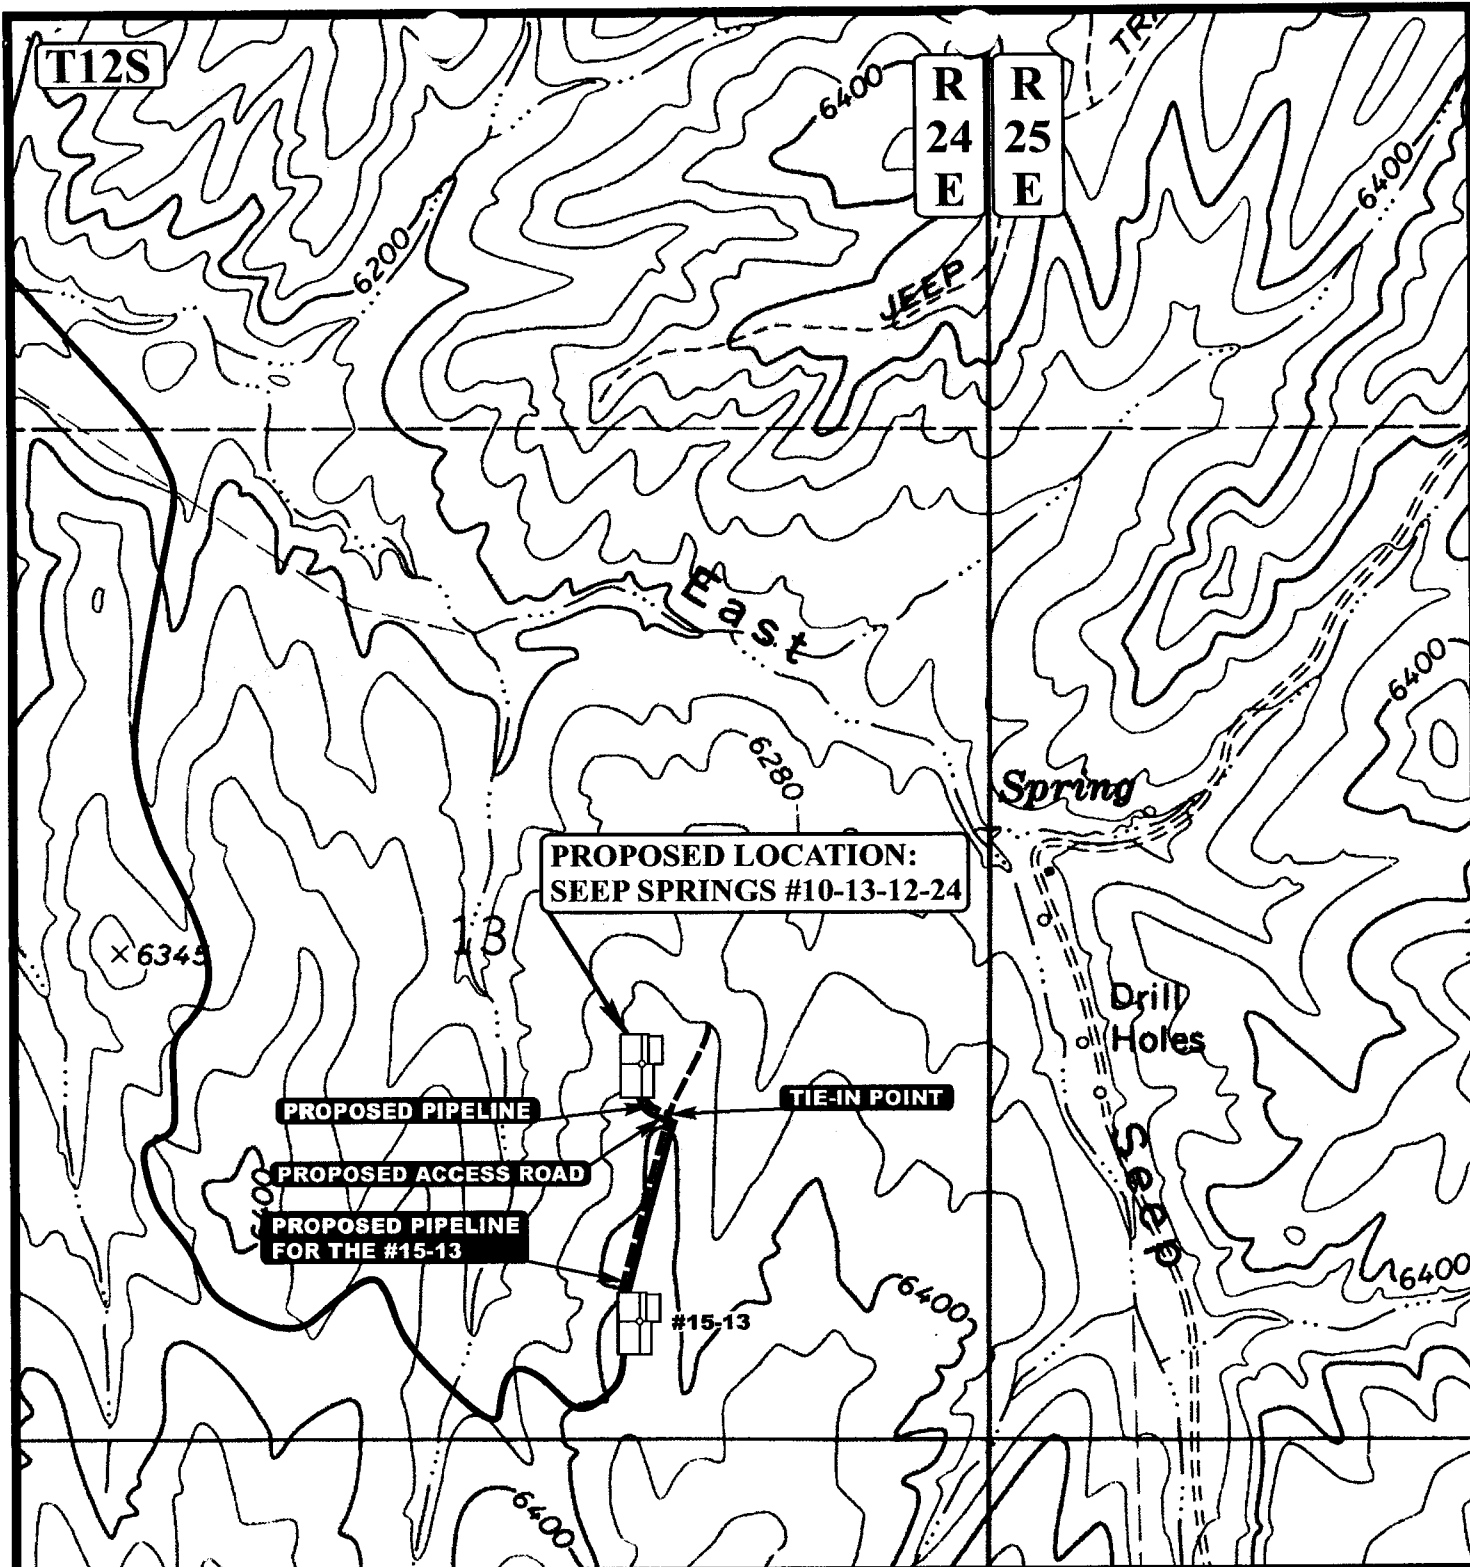 T12S
6400
R
24
E
R
25
E
6400
6200
JEEP
East
6400
6280
Spring
PROPOSED LOCATION:
SEEP SPRINGS #10-13-12-24
13
× 6345
Drill
Holes
PROPOSED PIPELINE
TIE-IN POINT
Seep
PROPOSED ACCESS ROAD
6400
PROPOSED PIPELINE
FOR THE #15-13
6400
6400
#15-13
6400